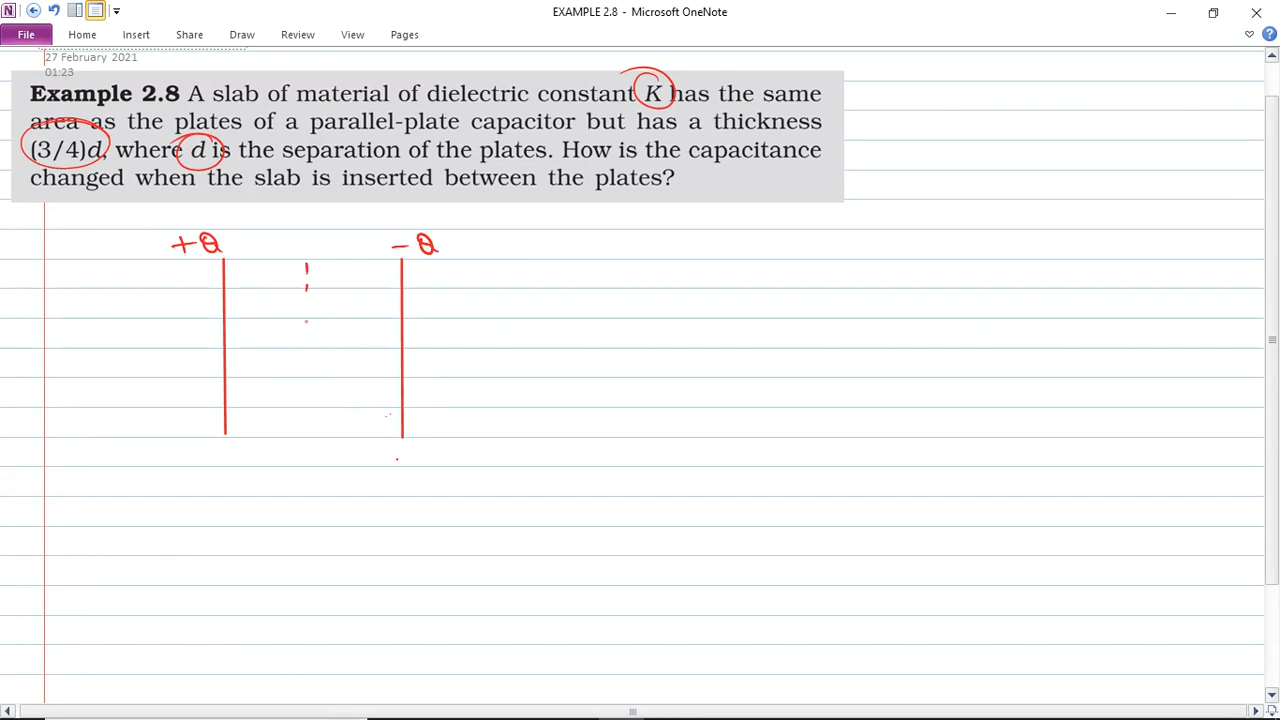 EXAMPLE 2.8 - Microsoft OneNote
File Home Insert Share Draw Review View Pages
27 February 2021
01:23
Example 2.8 A slab of material of dielectric constant K has the same
area as the plates of a parallel-plate capacitor but has a thickness
(3/4)d, where d is the separation of the plates. How is the capacitance
changed when the slab is inserted between the plates?
+Q -Q